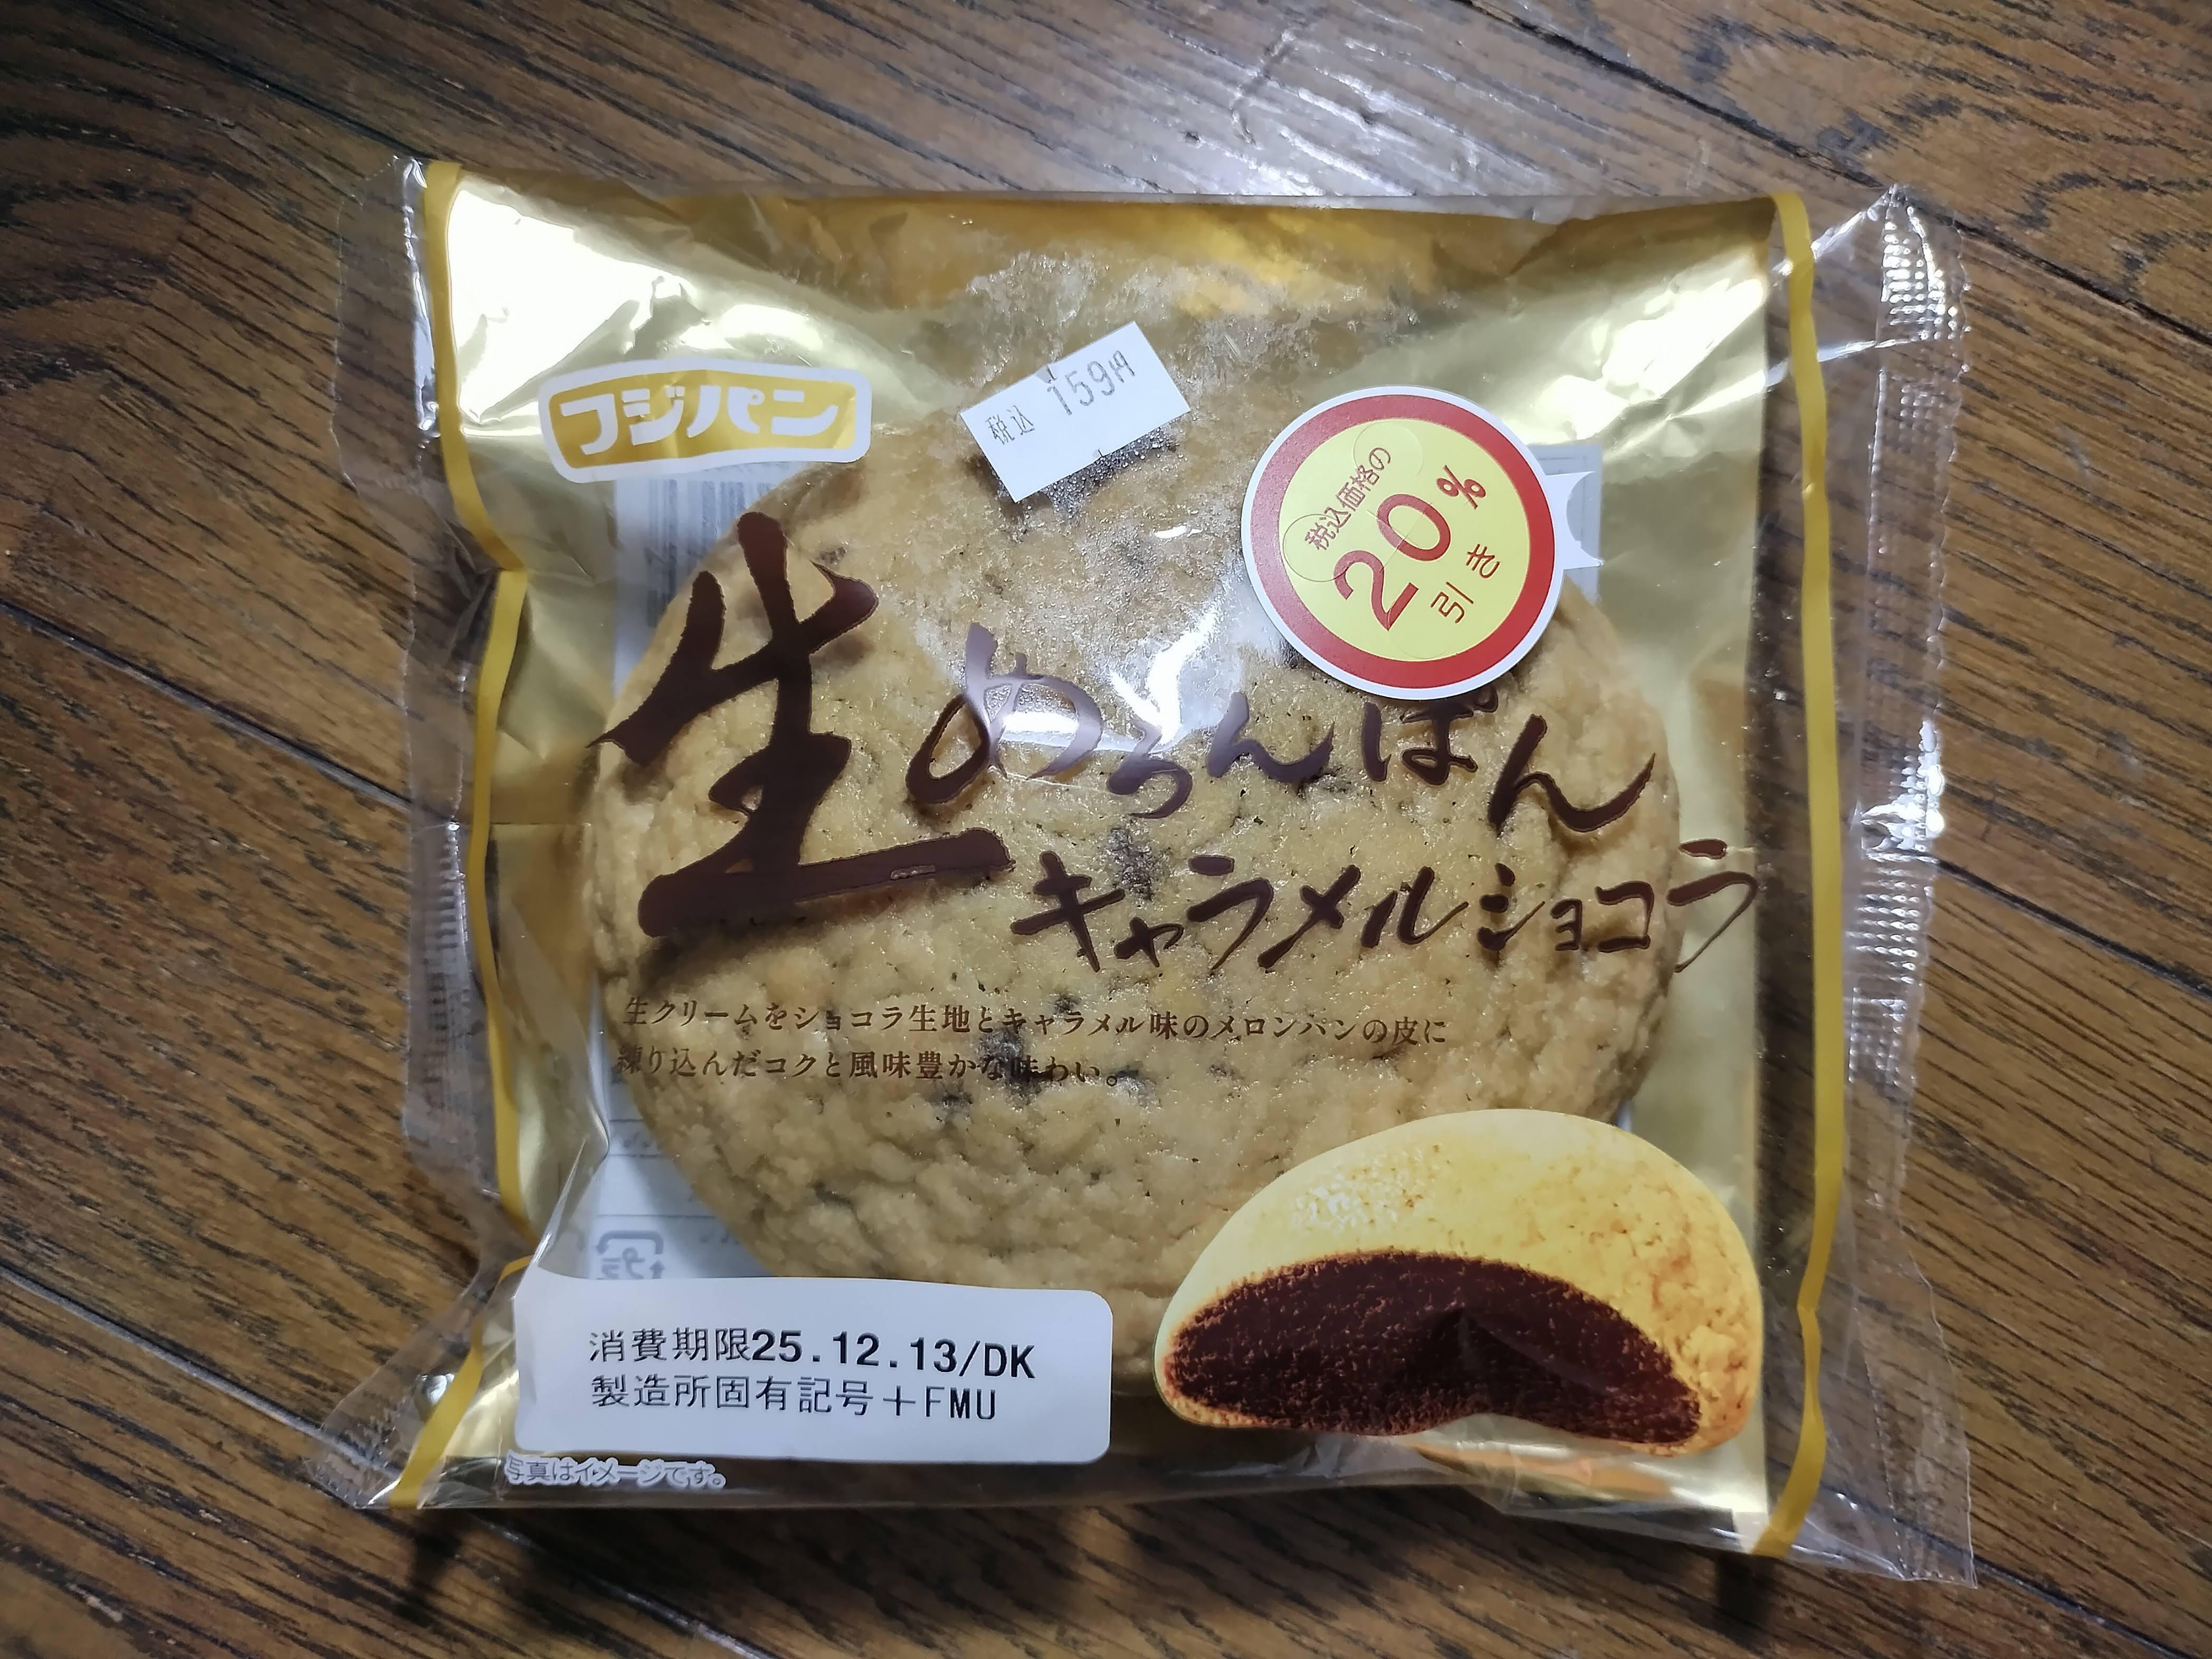 フジパン
税込 159円
税込価格の
20%
引き
生めろんぱん
キャラメルショコラ
生クリームをショコラ生地とキャラメル味のメロンパンの皮に
練り込んだコクと風味豊かな味わい。
消費期限25.12.13/DK
製造所固有記号+FMU
写真はイメージです。
プラ